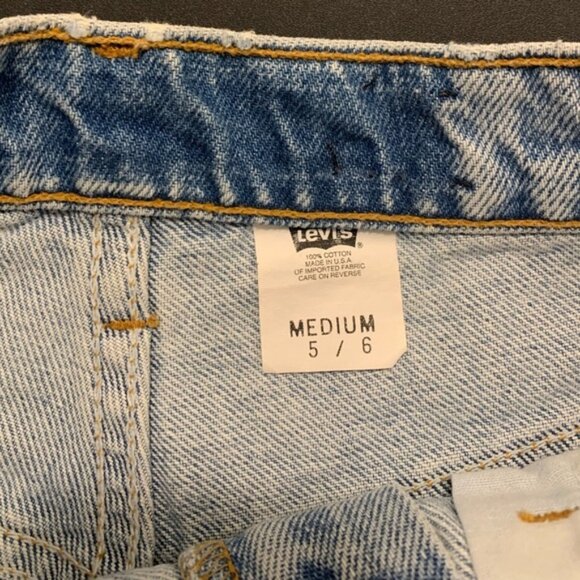 Levi's
®
100% COTTON
MADE IN U.S.A.
OF IMPORTED FABRIC
CARE ON REVERSE
MEDIUM
5 / 6